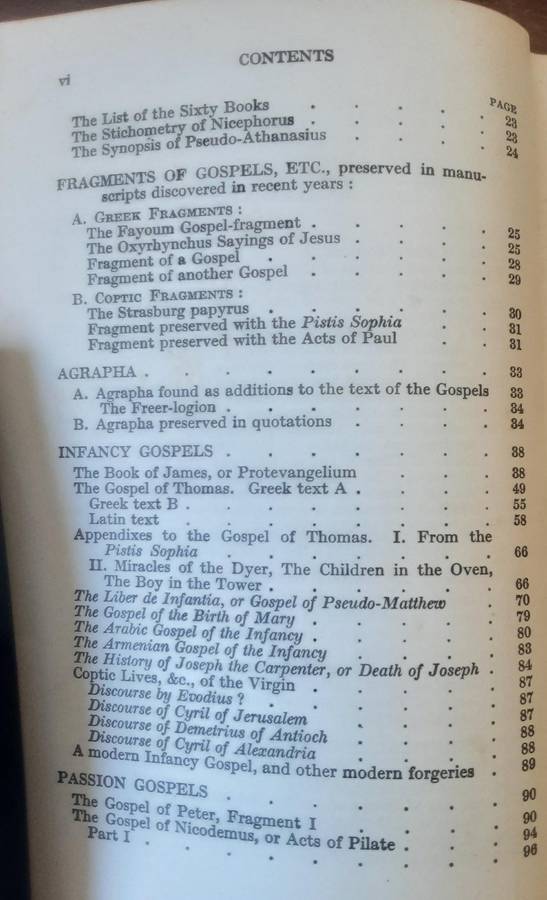 CONTENTS
vi
PAGE
The List of the Sixty Books . . . . . 23
The Stichometry of Nicephorus . . . . . 23
The Synopsis of Pseudo-Athanasius . . . . 24
FRAGMENTS OF GOSPELS, ETC., preserved in manu-
scripts discovered in recent years :
A. GREEK FRAGMENTS :
The Fayoum Gospel-fragment . . . . . 25
The Oxyrhynchus Sayings of Jesus . . . . 25
Fragment of a Gospel . . . . . . 28
Fragment of another Gospel . . . . . 29
B. COPTIC FRAGMENTS :
The Strasburg papyrus . . . . . . 30
Fragment preserved with the Pistis Sophia . . 31
Fragment preserved with the Acts of Paul . . 31
AGRAPHA . . . . . . . . . 33
A. Agrapha found as additions to the text of the Gospels 33
The Freer-logion . . . . . . . 34
B. Agrapha preserved in quotations . . . . 34
INFANCY GOSPELS . . . . . . . 38
The Book of James, or Protevangelium . . . 38
The Gospel of Thomas. Greek text A . . . . 49
Greek text B . . . . . . . . 55
Latin text . . . . . . . . 58
Appendixes to the Gospel of Thomas. I. From the
Pistis Sophia . . . . . . . 66
II. Miracles of the Dyer, The Children in the Oven,
The Boy in the Tower . . . . . . 66
The Liber de Infantia, or Gospel of Pseudo-Matthew . 70
The Gospel of the Birth of Mary . . . . 79
The Arabic Gospel of the Infancy . . . . . 80
The Armenian Gospel of the Infancy . . . . 83
The History of Joseph the Carpenter, or Death of Joseph . 84
Coptic Lives, &c., of the Virgin . . . . . 87
Discourse by Evodius ? . . . . . . 87
Discourse of Cyril of Jerusalem . . . . 87
Discourse of Demetrius of Antioch . . . . 88
Discourse of Cyril of Alexandria . . . . 88
A modern Infancy Gospel, and other modern forgeries . 89
PASSION GOSPELS . . . . . . . 90
The Gospel of Peter, Fragment I . . . . 90
The Gospel of Nicodemus, or Acts of Pilate . . . 94
Part I . . . . . . . . . 96